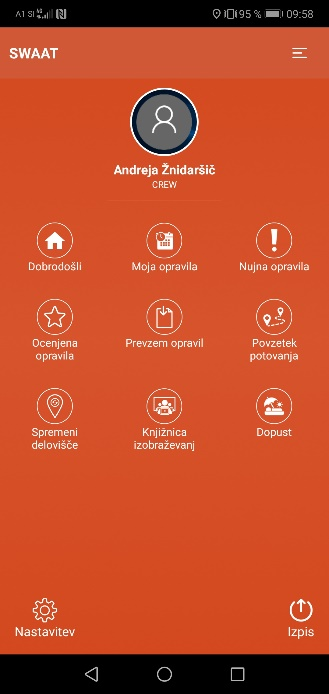 A1 SI 95 % 09:58
SWAAT
Andreja Žnidaršič
CREW
Dobrodošli
Moja opravila
Nujna opravila
Ocenjena
opravila
Prevzem opravil
Povzetek
potovanja
Spremeni
delovišče
Knjižnica
izobraževanj
Dopust
Nastavitev
Izpis